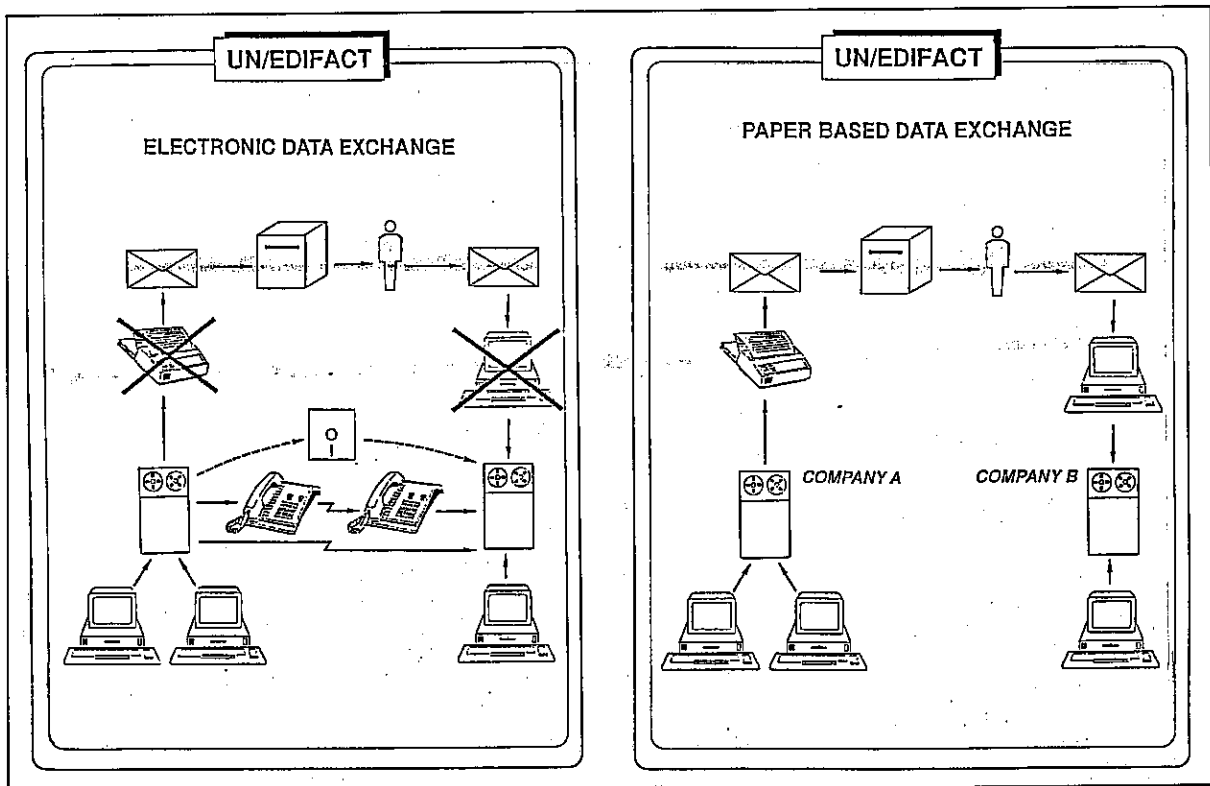 UN/EDIFACT
ELECTRONIC DATA EXCHANGE
UN/EDIFACT
PAPER BASED DATA EXCHANGE
COMPANY A
COMPANY B